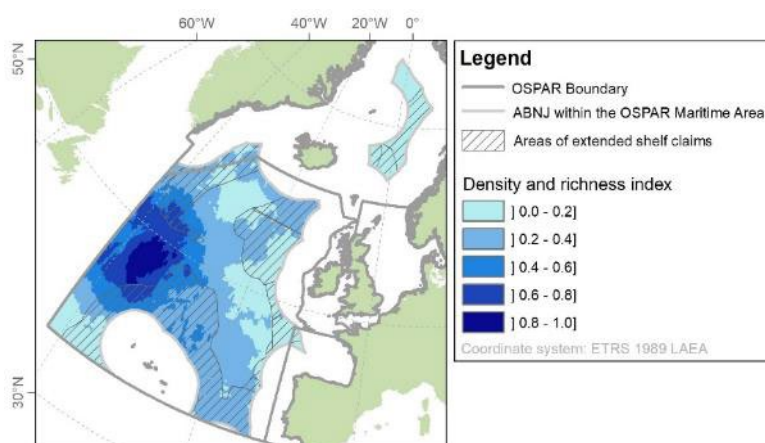 60°W 40°W 20°W 0°
50°N
30°N
Legend
OSPAR Boundary
ABNJ within the OSPAR Maritime Area
Areas of extended shelf claims
Density and richness index
] 0.0 - 0.2]
] 0.2 - 0.4]
] 0.4 - 0.6]
] 0.6 - 0.8]
] 0.8 - 1.0]
Coordinate system: ETRS 1989 LAEA